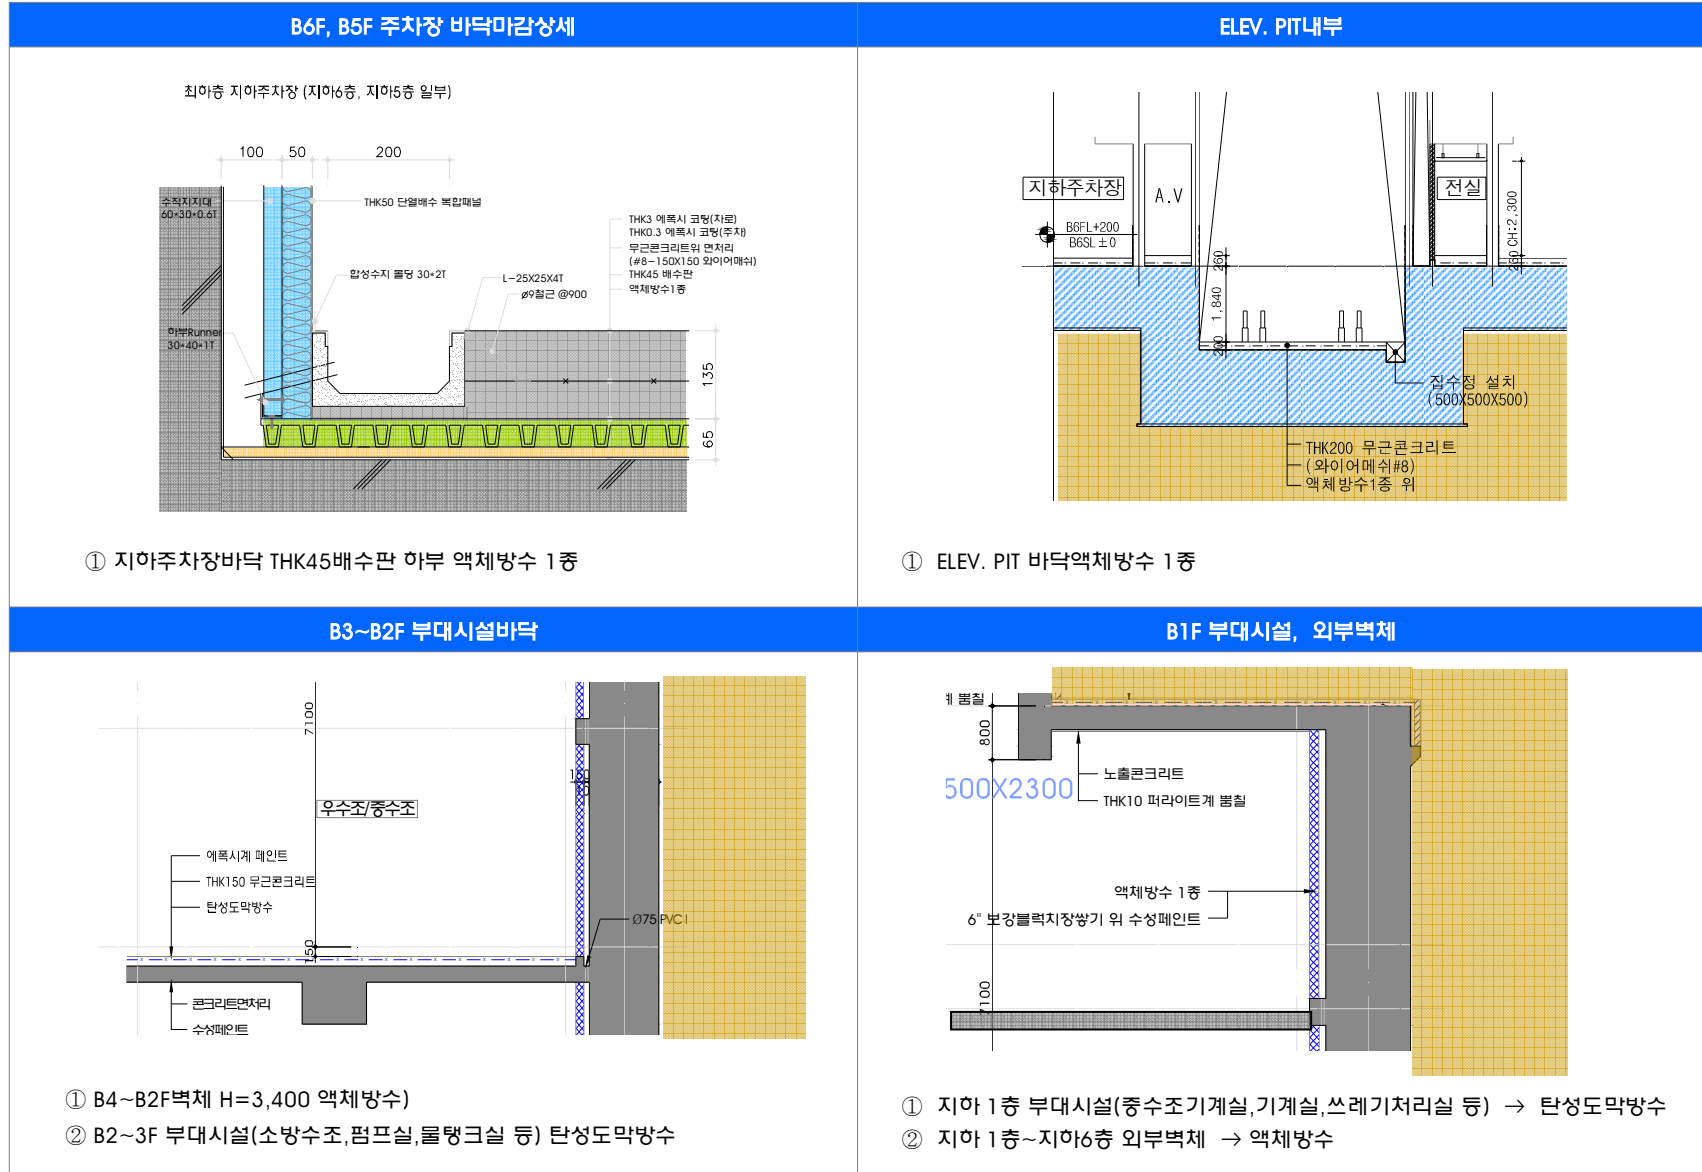 B6F, B5F 주차장 바닥마감상세
최하층 지하주차장 (지하6층, 지하5층 일부)
100 50 200
수직지지대
60*30*0.6T
THK50 단열배수 복합패널
THK3 에폭시 코팅(차로)
THK0.3 에폭시 코팅(주차)
무근콘크리트위 면처리
(#8-150X150 와이어매쉬)
THK45 배수판
액체방수1종
합성수지 몰딩 30*2T
L-25X25X4T
ø9철근 @900
하부Runner
30*40*1T
135
65
① 지하주차장바닥 THK45배수판 하부 액체방수 1종
ELEV. PIT내부
지하주차장
A.V
전실
B6FL+200
B6SL±0
CH:2,300
260
260
1,840
200
집수정 설치
(500X500X500)
THK200 무근콘크리트
(와이어메쉬#8)
액체방수1종 위
① ELEV. PIT 바닥액체방수 1종
B3~B2F 부대시설바닥
7100
150
10
우수조/중수조
에폭시계 페인트
THK150 무근콘크리트
탄성도막방수
Ø75 PVC
150
콘크리트면처리
수성페인트
① B4~B2F벽체 H=3,400 액체방수)
② B2~3F 부대시설(소방수조,펌프실,물탱크실 등) 탄성도막방수
B1F 부대시설, 외부벽체
계 뿜칠
800
500X2300
노출콘크리트
THK10 퍼라이트계 뿜칠
액체방수 1종
6" 보강블럭치장쌓기 위 수성페인트
7100
① 지하 1층 부대시설(중수조기계실,기계실,쓰레기처리실 등) → 탄성도막방수
② 지하 1층~지하6층 외부벽체 → 액체방수